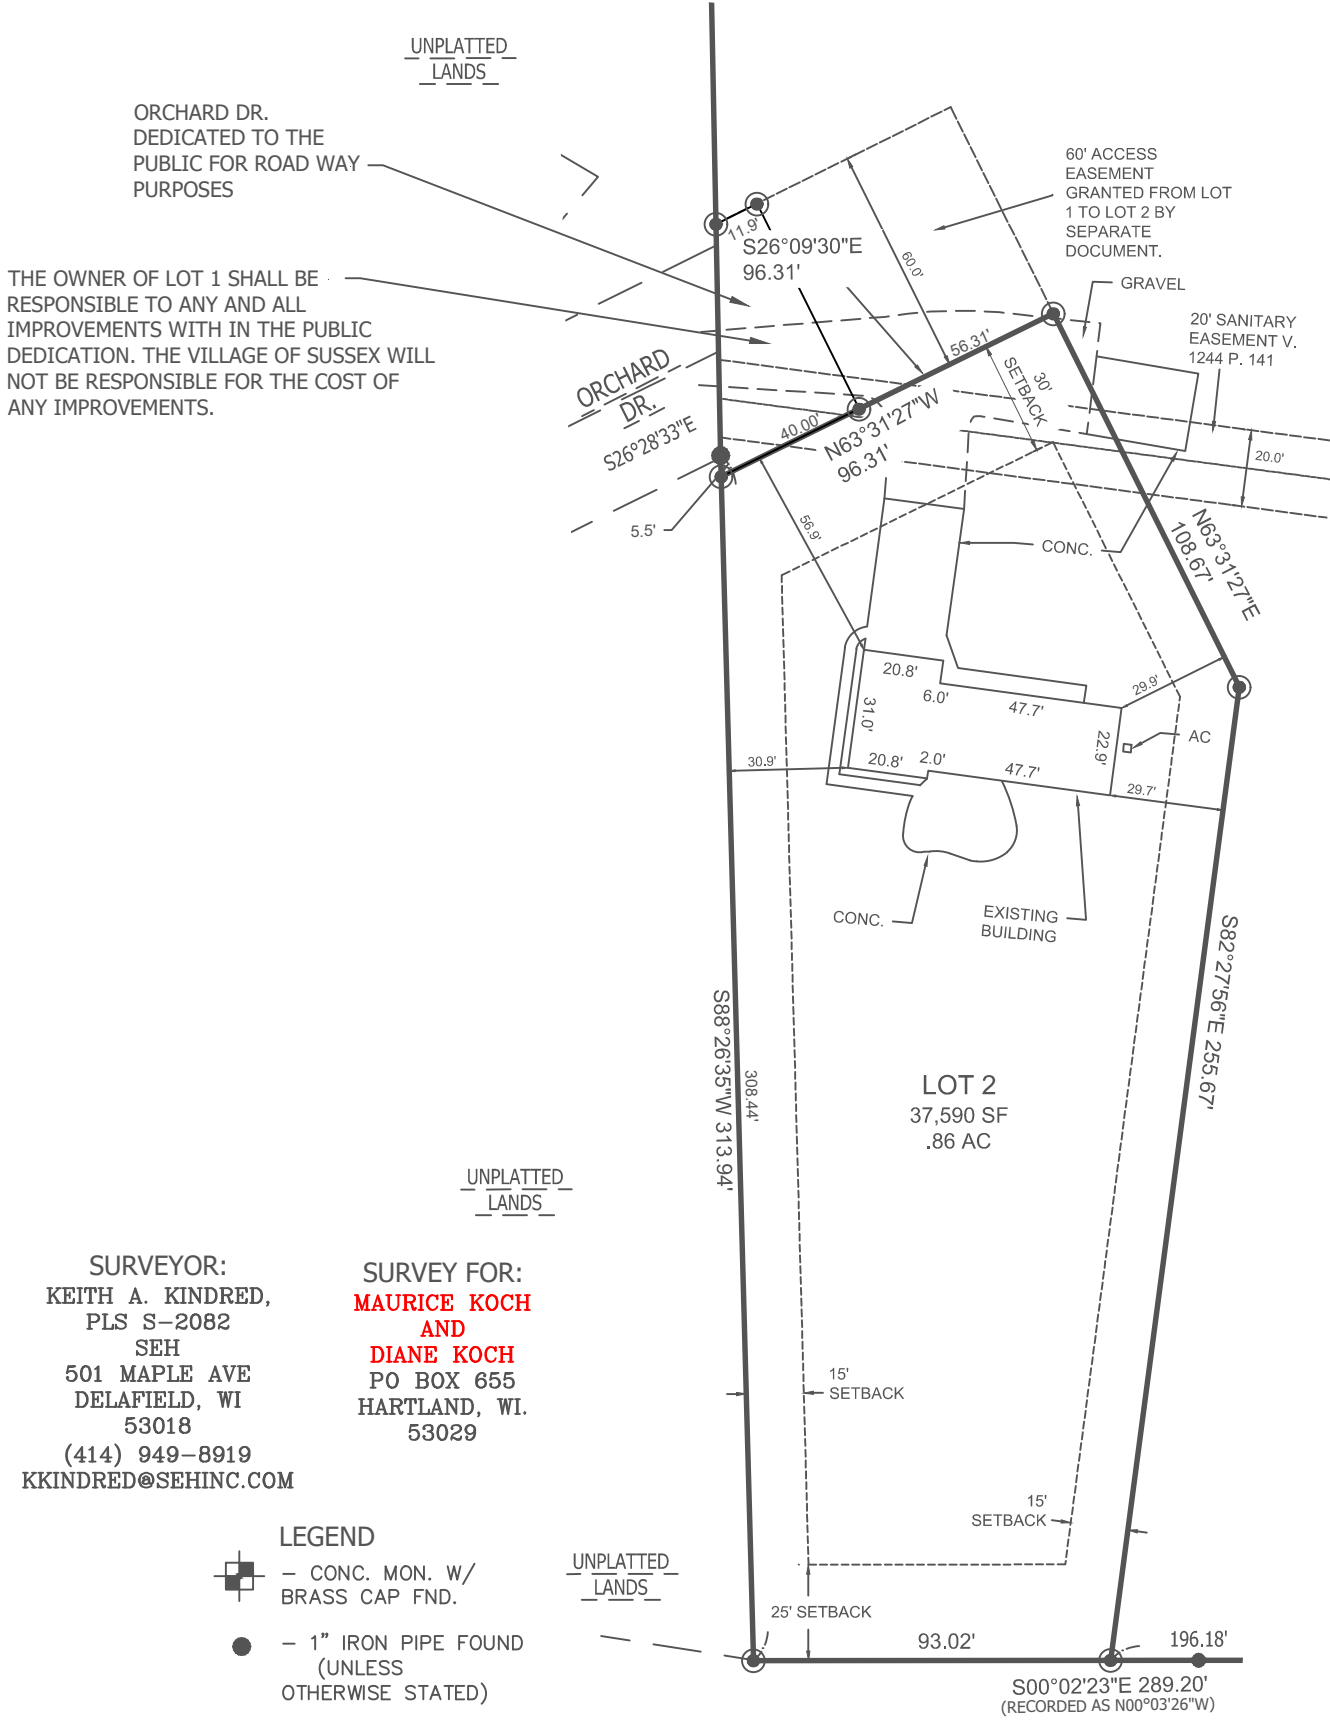 UNPLATTED
LANDS
ORCHARD DR.
DEDICATED TO THE
PUBLIC FOR ROAD WAY
PURPOSES
60' ACCESS
EASEMENT
GRANTED FROM LOT
1 TO LOT 2 BY
SEPARATE
DOCUMENT.
11.9'
S26°09'30"E
96.31'
60.0'
THE OWNER OF LOT 1 SHALL BE
RESPONSIBLE TO ANY AND ALL
IMPROVEMENTS WITH IN THE PUBLIC
DEDICATION. THE VILLAGE OF SUSSEX WILL
NOT BE RESPONSIBLE FOR THE COST OF
ANY IMPROVEMENTS.
GRAVEL
20' SANITARY
EASEMENT V.
1244 P. 141
56.31'
30'
SETBACK
ORCHARD
DR.
S26°28'33"E
40.00'
N63°31'27"W
96.31'
20.0'
5.5'
56.9'
CONC.
N63°31'27"E
108.67'
20.8'
6.0'
47.7'
29.9'
31.0'
22.9'
AC
30.9'
20.8'
2.0'
47.7'
29.7'
CONC.
EXISTING
BUILDING
S82°27'56"E 255.67'
S88°26'35"W 313.94'
308.44'
LOT 2
37,590 SF
.86 AC
UNPLATTED
LANDS
SURVEYOR:
KEITH A. KINDRED,
PLS S-2082
SEH
501 MAPLE AVE
DELAFIELD, WI
53018
(414) 949-8919
KKINDRED@SEHINC.COM
SURVEY FOR:
MAURICE KOCH
AND
DIANE KOCH
PO BOX 655
HARTLAND, WI.
53029
15'
SETBACK
15'
SETBACK
LEGEND
- CONC. MON. W/
BRASS CAP FND.
- 1" IRON PIPE FOUND
(UNLESS
OTHERWISE STATED)
UNPLATTED
LANDS
25' SETBACK
93.02'
196.18'
S00°02'23"E 289.20'
(RECORDED AS N00°03'26"W)